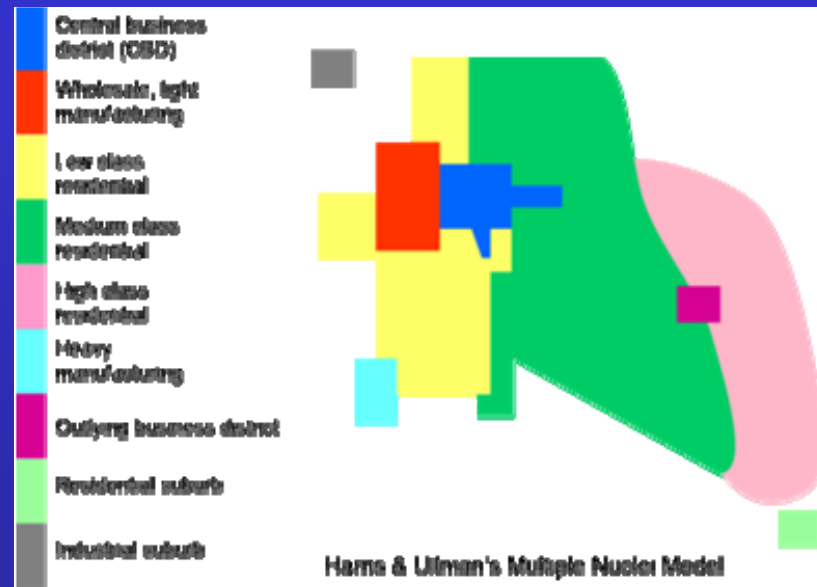 Central business
district (CBD)
Wholesale, light
manufacturing
Low class
residential
Medium class
residential
High class
residential
Heavy
manufacturing
Outlying business district
Residential suburb
Industrial suburb
Harris & Ullman's Multiple Nuclei Model